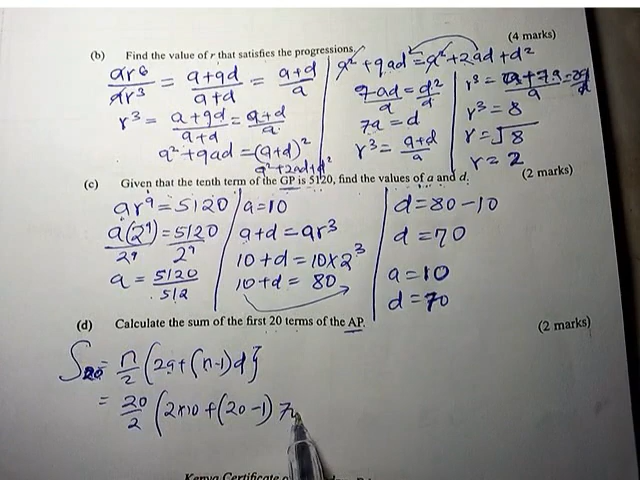 (4 marks)
(b) Find the value of r that satisfies the progressions.
ar⁶/ar³ = a+9d/a+d = a+d/a
r³ = a+9d/a+d = a+d/a
a²+9ad =(a+d)²
a²+2ad+d²
a²+9ad = a²+2ad+d²
7ad/a = d²/d
7a = d
r³ = a+d/a
r³ = a+7a/a = 8a/a
r³ = 8
r = √8
r = 2
(c) Given that the tenth term of the GP is 5120, find the values of a and d.
(2 marks)
ar⁹ = 5120
a(2⁹)/2⁹ = 5120/2⁹
a = 5120/512
a = 10
a+d = ar³
10+d = 10×2³
10+d = 80
d = 80 - 10
d = 70
a = 10
d = 70
(d) Calculate the sum of the first 20 terms of the AP.
(2 marks)
S₂₀ = n/2 (2a+(n-1)d}
= 20/2 (2×10+(20-1)7